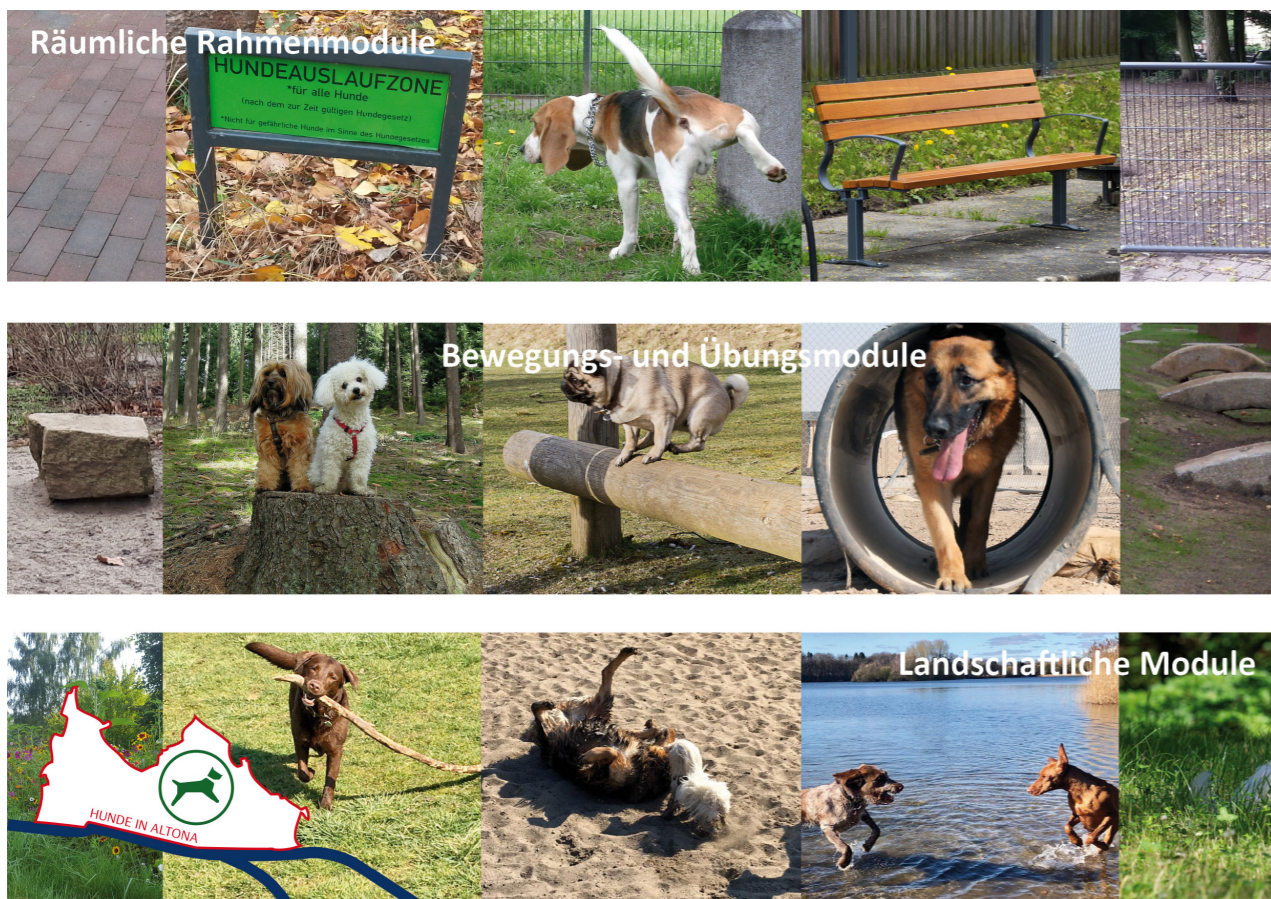 Räumliche Rahmenmodule
HUNDEAUSLAUFZONE
*für alle Hunde
(nach dem zur Zeit gültigen Hundegesetz)
*Nicht für gefährliche Hunde im Sinne des Hundegesetzes
Bewegungs- und Übungsmodule
Landschaftliche Module
HUNDE IN ALTONA